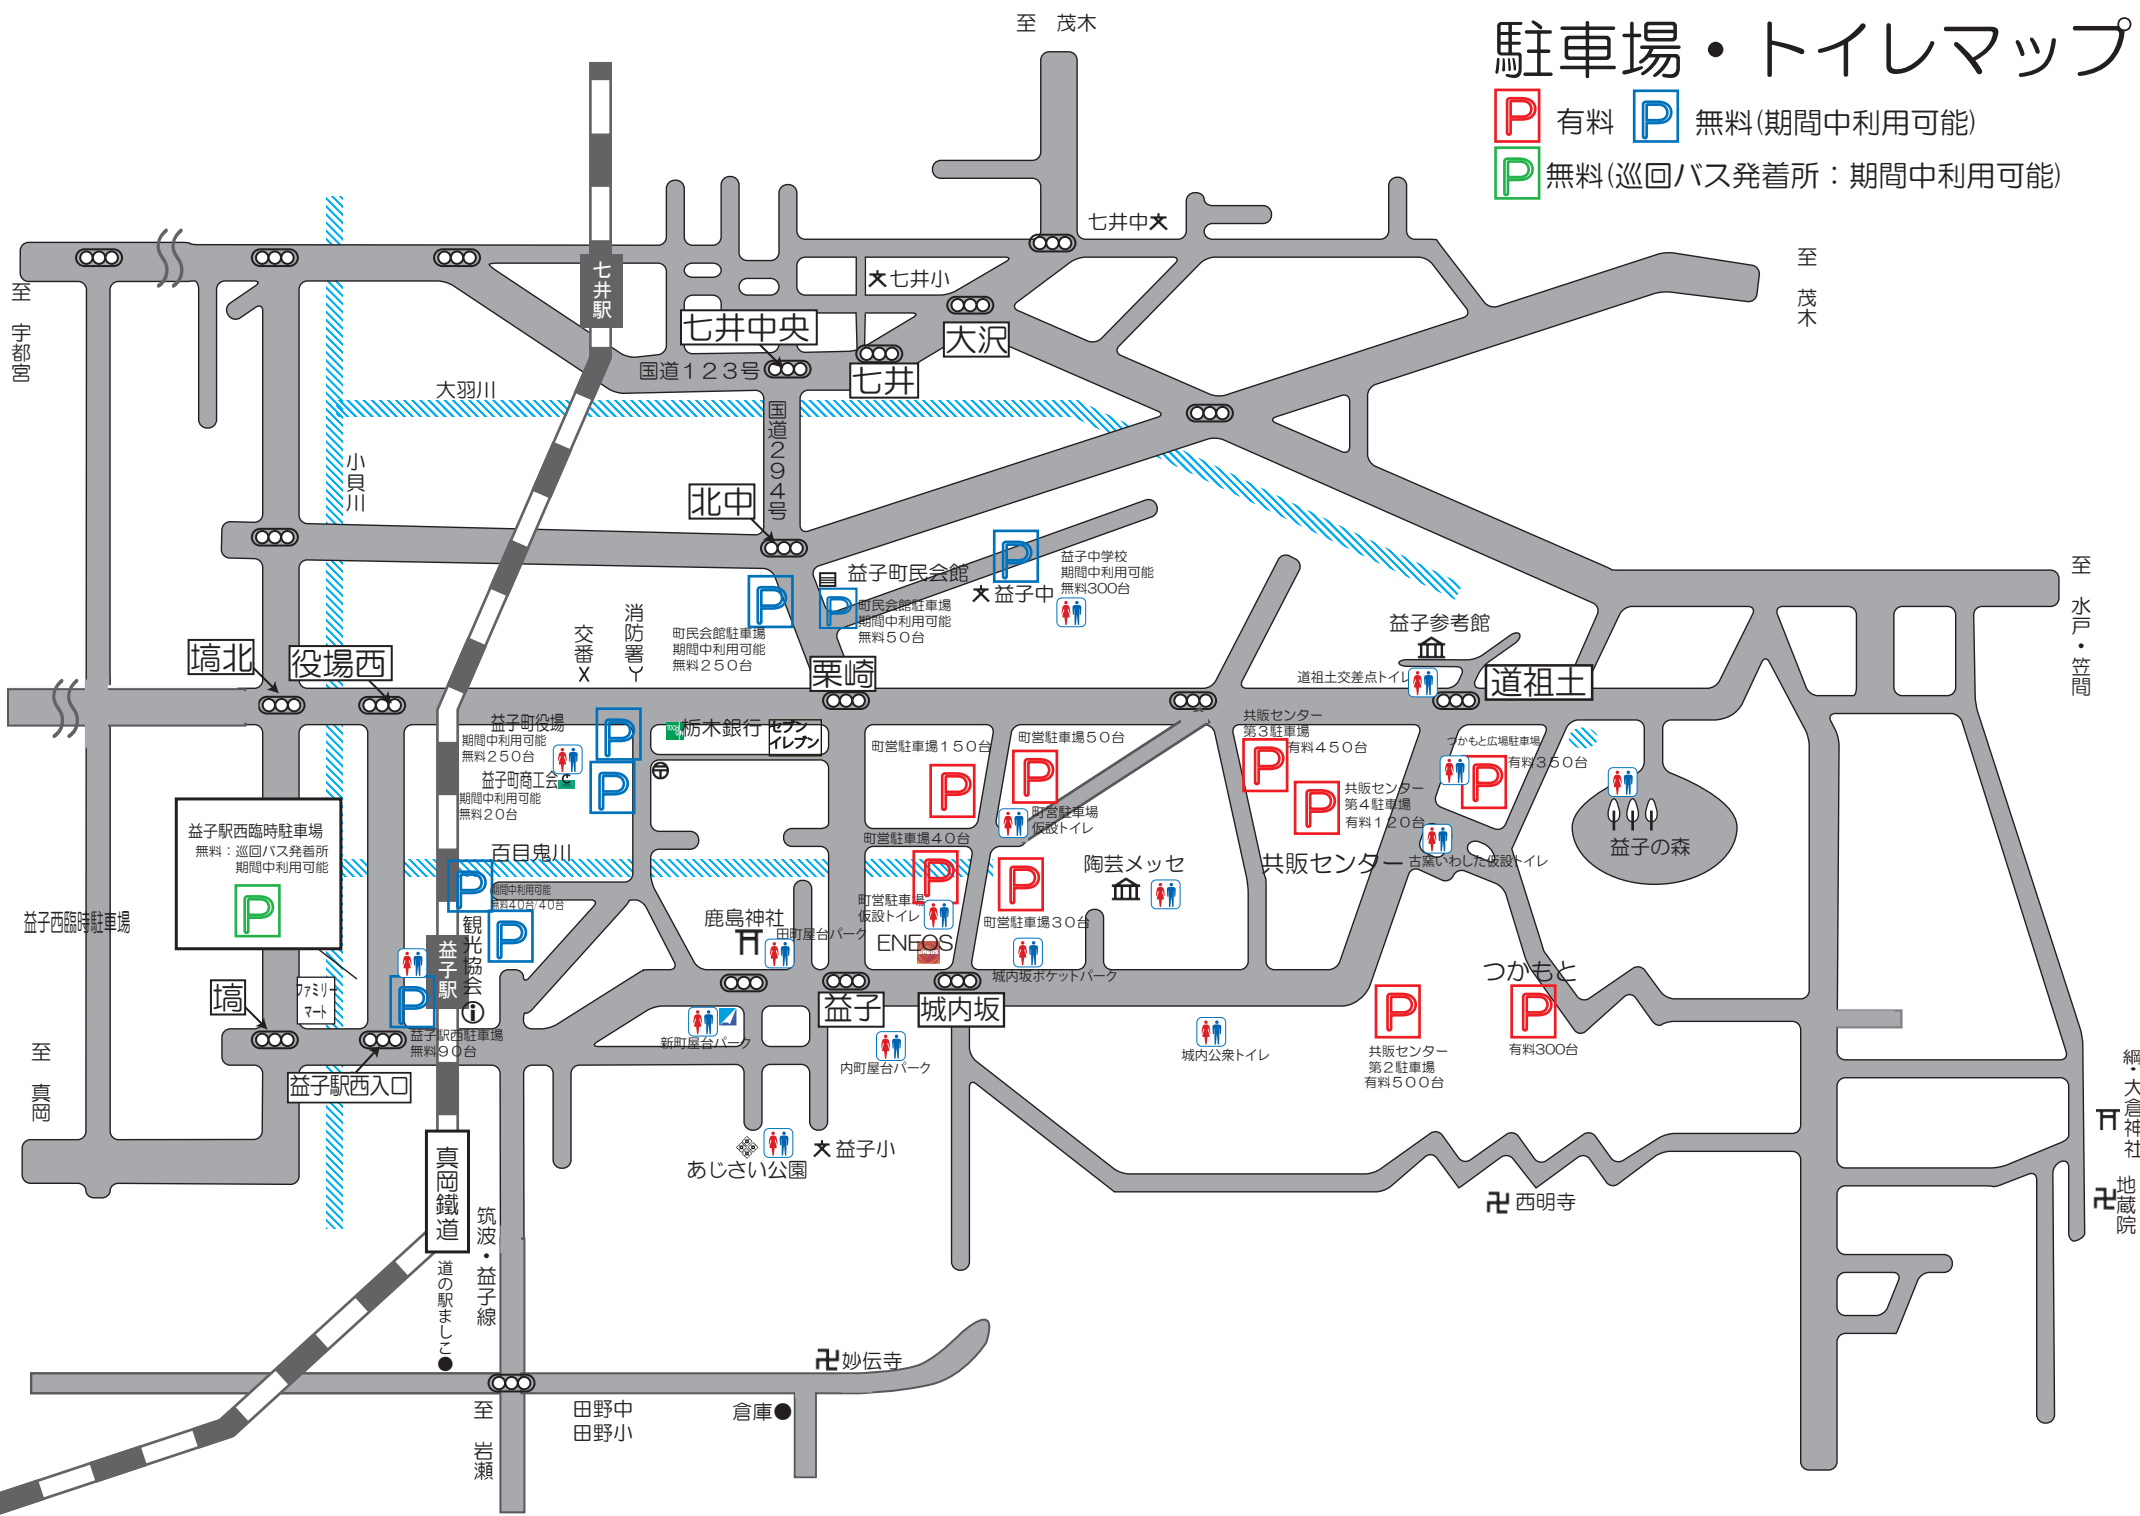 駐車場・トイレマップ
P 有料 P 無料(期間中利用可能)
P 無料(巡回バス発着所：期間中利用可能)
至 茂木
七井中
七井小
至 茂木
至 宇都宮
七井駅
七井中央
大沢
七井
国道123号
大羽川
国道294号
小貝川
北中
益子町民会館
P
益子中学校
期間中利用可能
無料300台
益子中
P
P
町民会館駐車場
期間中利用可能
無料50台
町民会館駐車場
期間中利用可能
無料250台
消防署
交番
至 水戸・笠間
益子参考館
道祖土交差点トイレ
道祖土
塙北
役場西
栗崎
益子町役場
期間中利用可能
無料250台
P
益子町商工会
期間中利用可能
無料20台
P
栃木銀行
セブン
イレブン
町営駐車場150台
P
町営駐車場50台
P
町営駐車場
仮設トイレ
共販センター
第3駐車場
有料450台
P
共販センター
第4駐車場
有料120台
P
つかもと広場駐車場
有料350台
P
益子の森
益子駅西臨時駐車場
無料：巡回バス発着所
期間中利用可能
P
益子西臨時駐車場
百目鬼川
P
期間中利用可能
無料40台/40台
P
観光協会
益子駅
町営駐車場40台
P
町営駐車場
仮設トイレ
P
町営駐車場30台
陶芸メッセ
共販センター
古窯いわした仮設トイレ
鹿島神社
田町屋台パーク
ENEOS
城内坂ポケットパーク
つかもと
P
有料300台
塙
ファミリー
マート
P
益子駅西駐車場
無料90台
益子駅西入口
益子
城内坂
新町屋台パーク
内町屋台パーク
城内公衆トイレ
P
共販センター
第2駐車場
有料500台
至 真岡
綱・大倉神社
地蔵院
あじさい公園
益子小
西明寺
真岡鐵道
筑波・益子線
道の駅ましこ
妙伝寺
田野中
田野小
倉庫
至 岩瀬